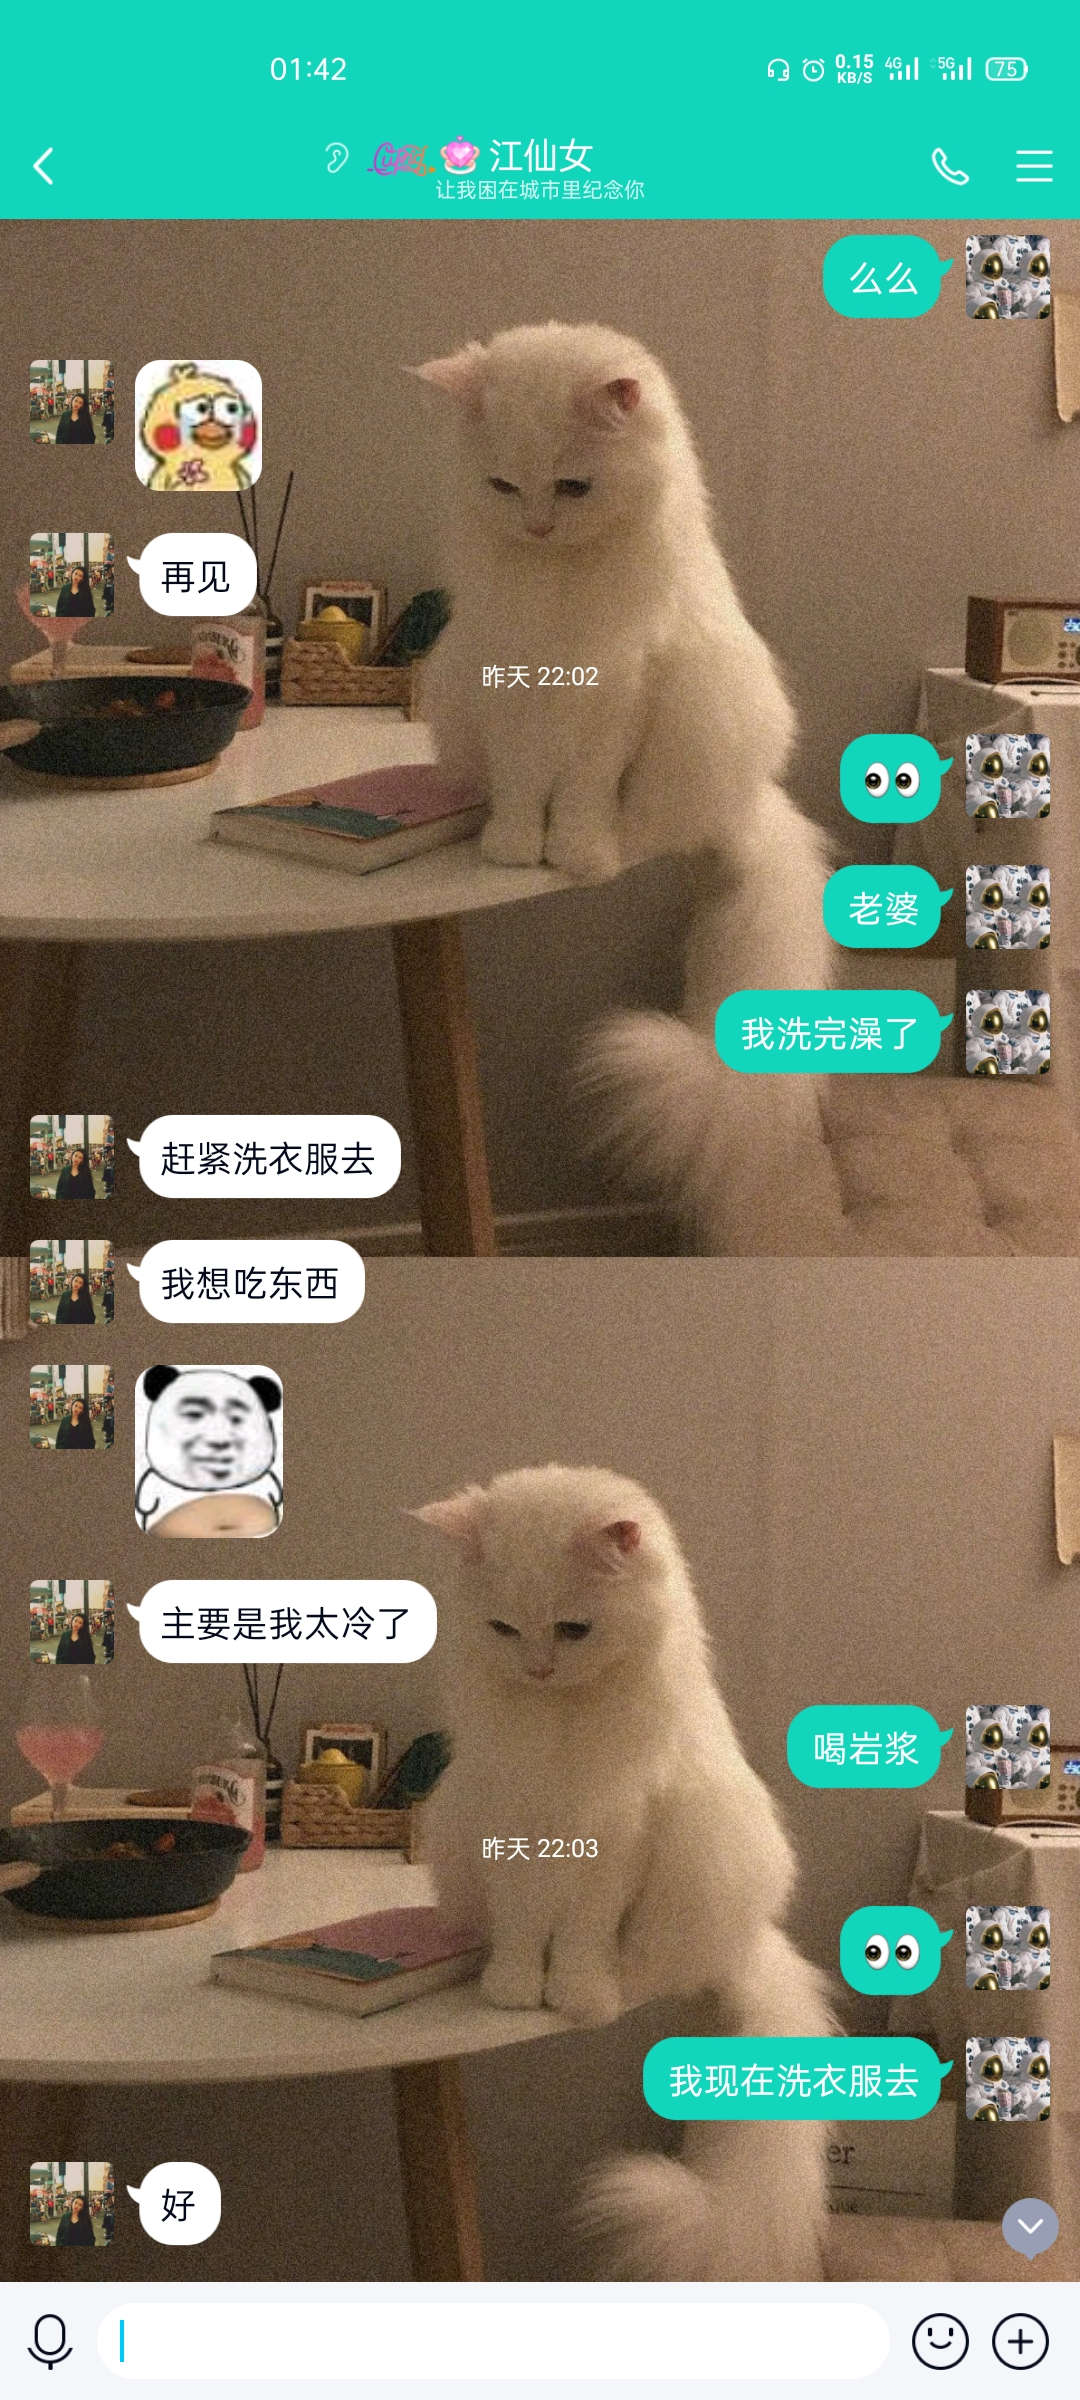 01:42
0.15
KB/S
4G
5G
75
江仙女
让我困在城市里纪念你
么么
再见
昨天 22:02
👀
老婆
我洗完澡了
赶紧洗衣服去
我想吃东西
主要是我太冷了
喝岩浆
昨天 22:03
👀
我现在洗衣服去
好